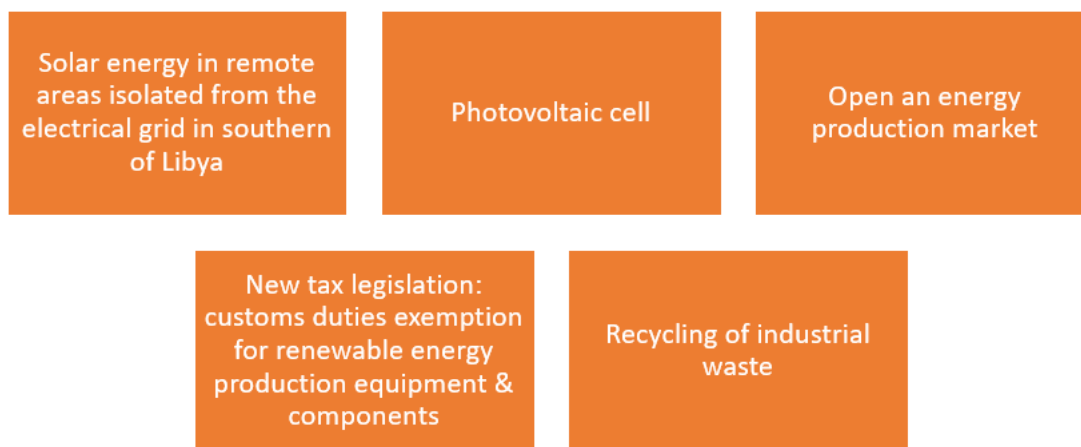 Solar energy in remote
areas isolated from the
electrical grid in southern
of Libya
Photovoltaic cell
Open an energy
production market
New tax legislation:
customs duties exemption
for renewable energy
production equipment &
components
Recycling of industrial
waste